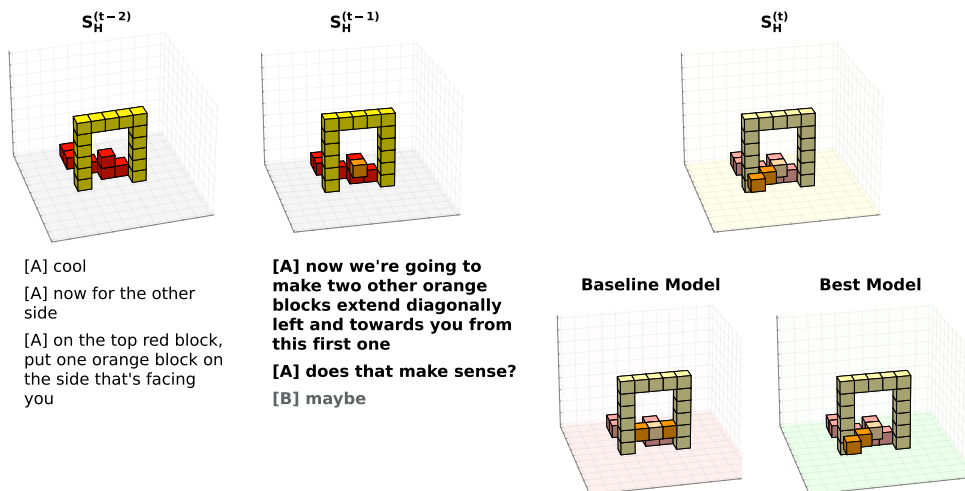 S_H^(t−2)
S_H^(t−1)
S_H^(t)
[A] cool
[A] now for the other
side
[A] on the top red block,
put one orange block on
the side that's facing
you
[A] now we're going to
make two other orange
blocks extend diagonally
left and towards you from
this first one
[A] does that make sense?
[B] maybe
Baseline Model
Best Model